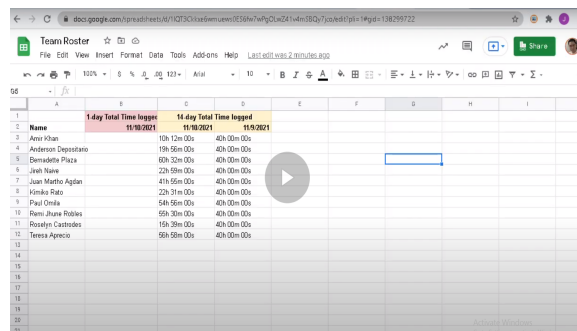 docs.google.com/spreadsheets/d/
Team Roster
File Edit View Insert Format Data Tools Add-ons Help Last edit was 2 minutes ago
Share
100% $ % .0 .00 123 Arial 10 B I S A
G5 fx
A B C D E F G H I
1 1-day Total Time logged 14-day Total Time logged
2 Name 11/10/2021 11/10/2021 11/9/2021
3 Amir Khan 10h 12m 00s 40h 00m 00s
4 Anderson Depositario 19h 56m 00s 40h 00m 00s
5 Bernadette Plaza 60h 32m 00s 40h 00m 00s
6 Jireh Naive 22h 59m 00s 40h 00m 00s
7 Juan Martho Agdan 41h 55m 00s 40h 00m 00s
8 Kimiko Rato 22h 31m 00s 40h 00m 00s
9 Paul Omila 54h 56m 00s 40h 00m 00s
10 Remi Jhune Robles 55h 30m 00s 40h 00m 00s
11 Roselyn Castrodes 15h 39m 00s 40h 00m 00s
12 Teresa Aprecio 56h 58m 00s 40h 00m 00s
13
14
15
16
17
18
19
20
Activate Windows